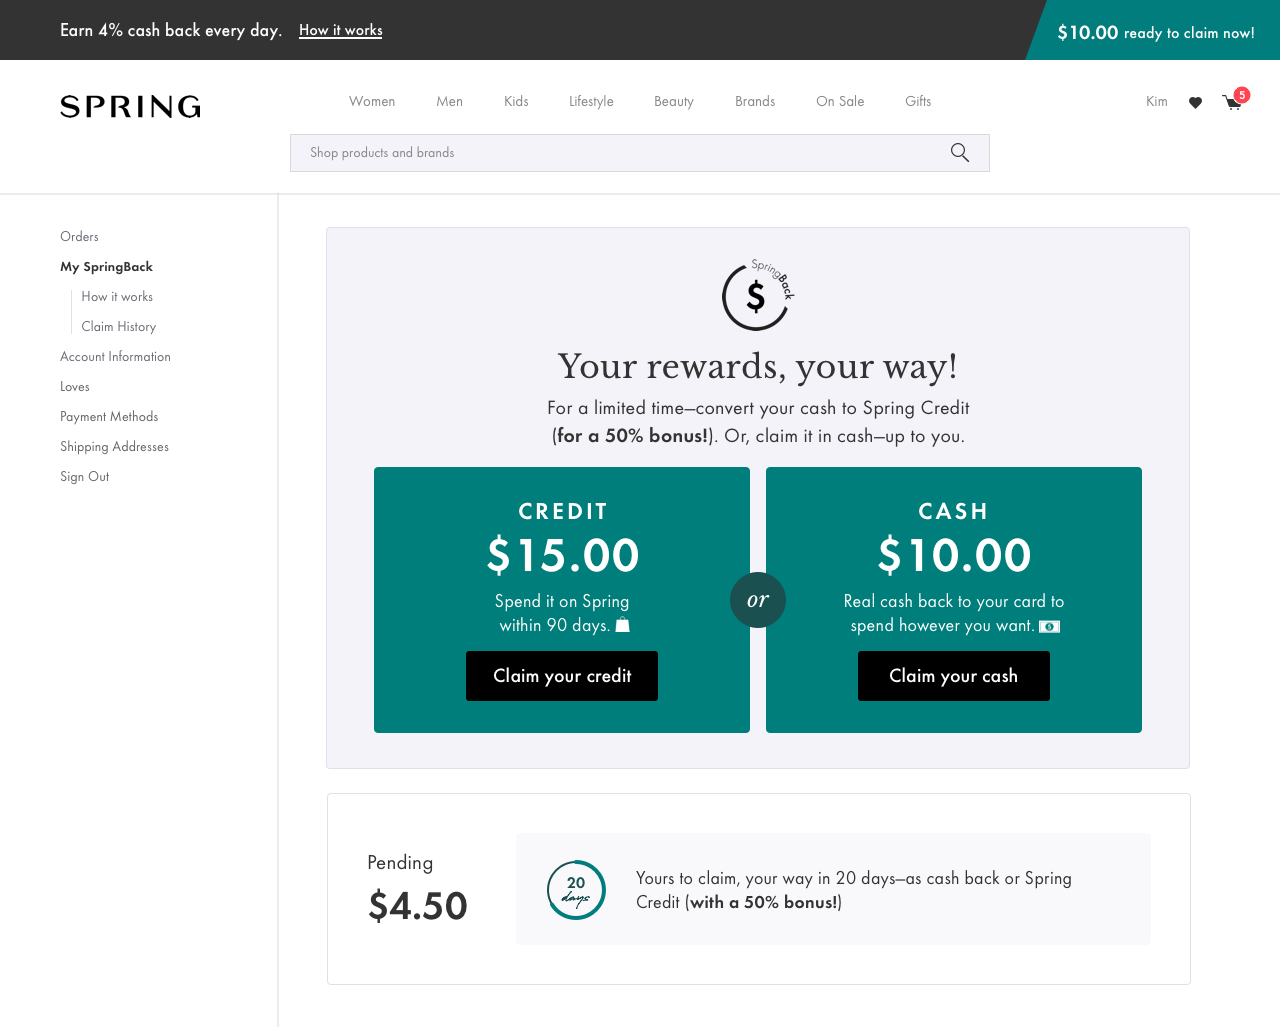 Earn 4% cash back every day. How it works
$10.00 ready to claim now!
SPRING
Women Men Kids Lifestyle Beauty Brands On Sale Gifts
Kim
5
Shop products and brands
Orders
My SpringBack
How it works
Claim History
Account Information
Loves
Payment Methods
Shipping Addresses
Sign Out
SpringBack
$
Your rewards, your way!
For a limited time—convert your cash to Spring Credit
(for a 50% bonus!). Or, claim it in cash—up to you.
CREDIT
$15.00
Spend it on Spring
within 90 days.
Claim your credit
or
CASH
$10.00
Real cash back to your card to
spend however you want.
Claim your cash
Pending
$4.50
20
days
Yours to claim, your way in 20 days—as cash back or Spring
Credit (with a 50% bonus!)